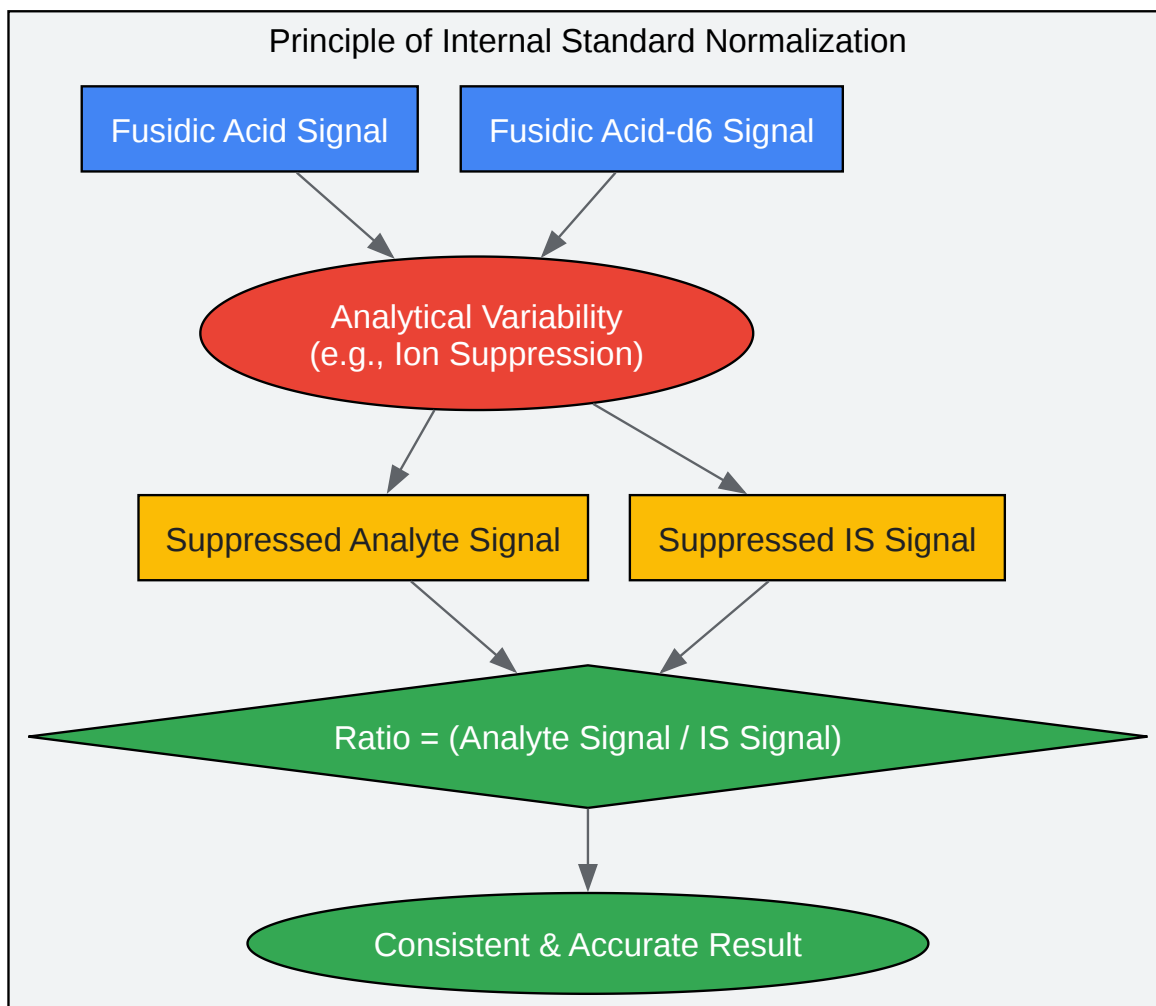 Principle of Internal Standard Normalization
Fusidic Acid Signal
Fusidic Acid-d6 Signal
Analytical Variability
(e.g., Ion Suppression)
Suppressed Analyte Signal
Suppressed IS Signal
Ratio = (Analyte Signal / IS Signal)
Consistent & Accurate Result